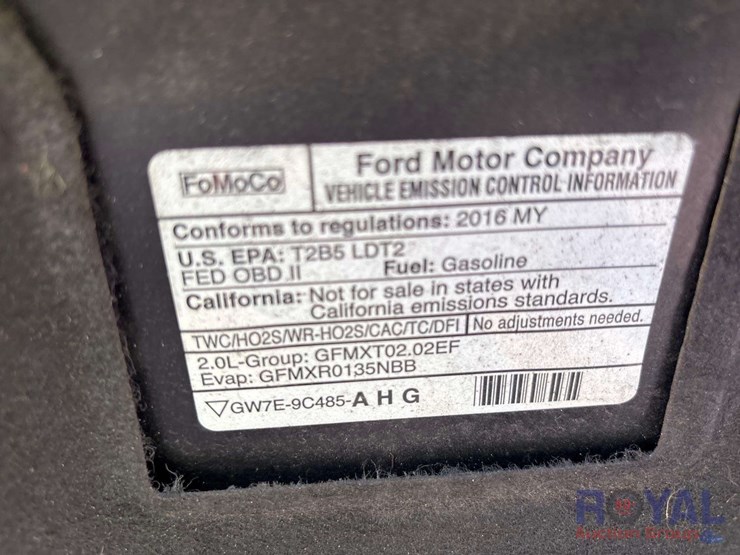 FoMoCo
Ford Motor Company
VEHICLE EMISSION CONTROL INFORMATION
Conforms to regulations: 2016 MY
U.S. EPA: T2B5 LDT2
FED OBD II Fuel: Gasoline
California: Not for sale in states with
California emissions standards.
TWC/HO2S/WR-HO2S/CAC/TC/DFI No adjustments needed.
2.0L-Group: GFMXT02.02EF
Evap: GFMXR0135NBB
GW7E-9C485-A H G
ROYAL
Auction Group